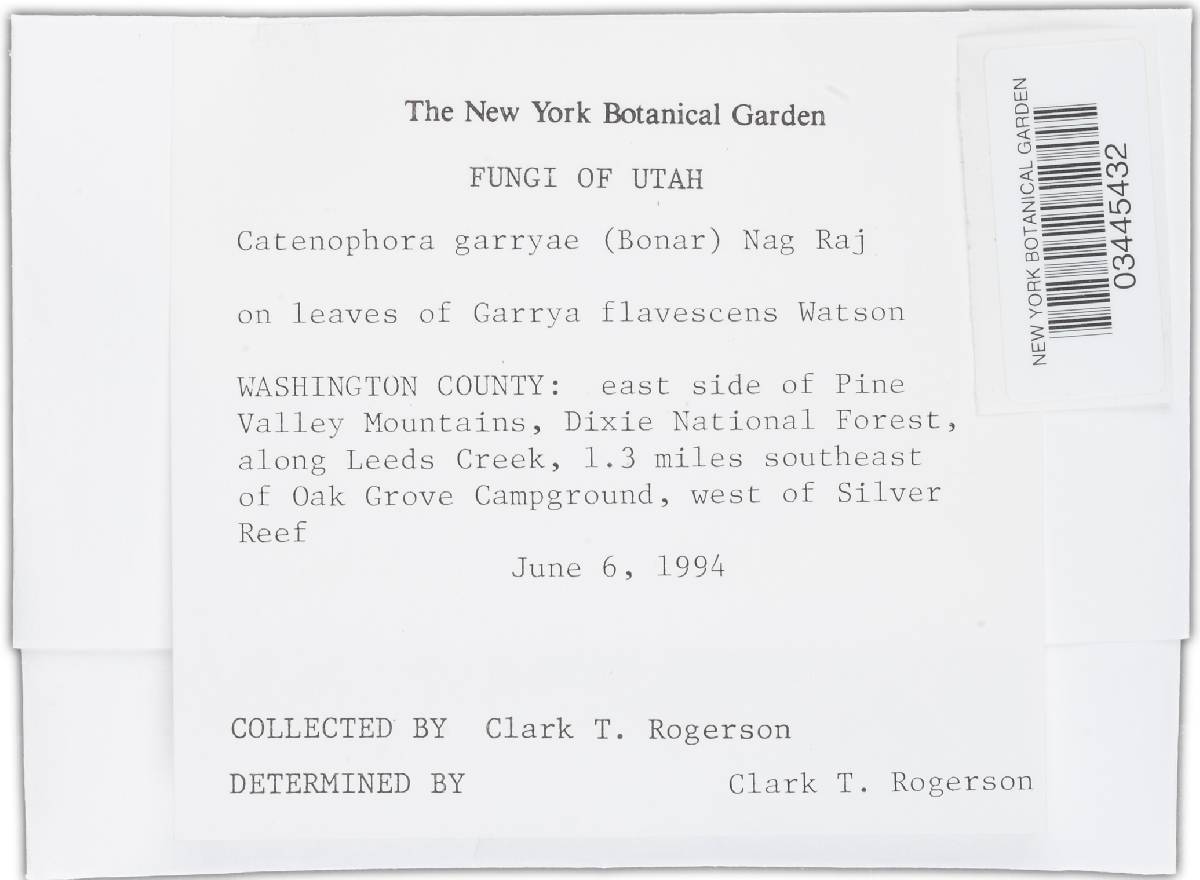 The New York Botanical Garden
FUNGI OF UTAH
Catenophora garryae (Bonar) Nag Raj
on leaves of Garrya flavescens Watson
WASHINGTON COUNTY: east side of Pine
Valley Mountains, Dixie National Forest,
along Leeds Creek, 1.3 miles southeast
of Oak Grove Campground, west of Silver
Reef
June 6, 1994
COLLECTED BY Clark T. Rogerson
DETERMINED BY Clark T. Rogerson
NEW YORK BOTANICAL GARDEN
03445432